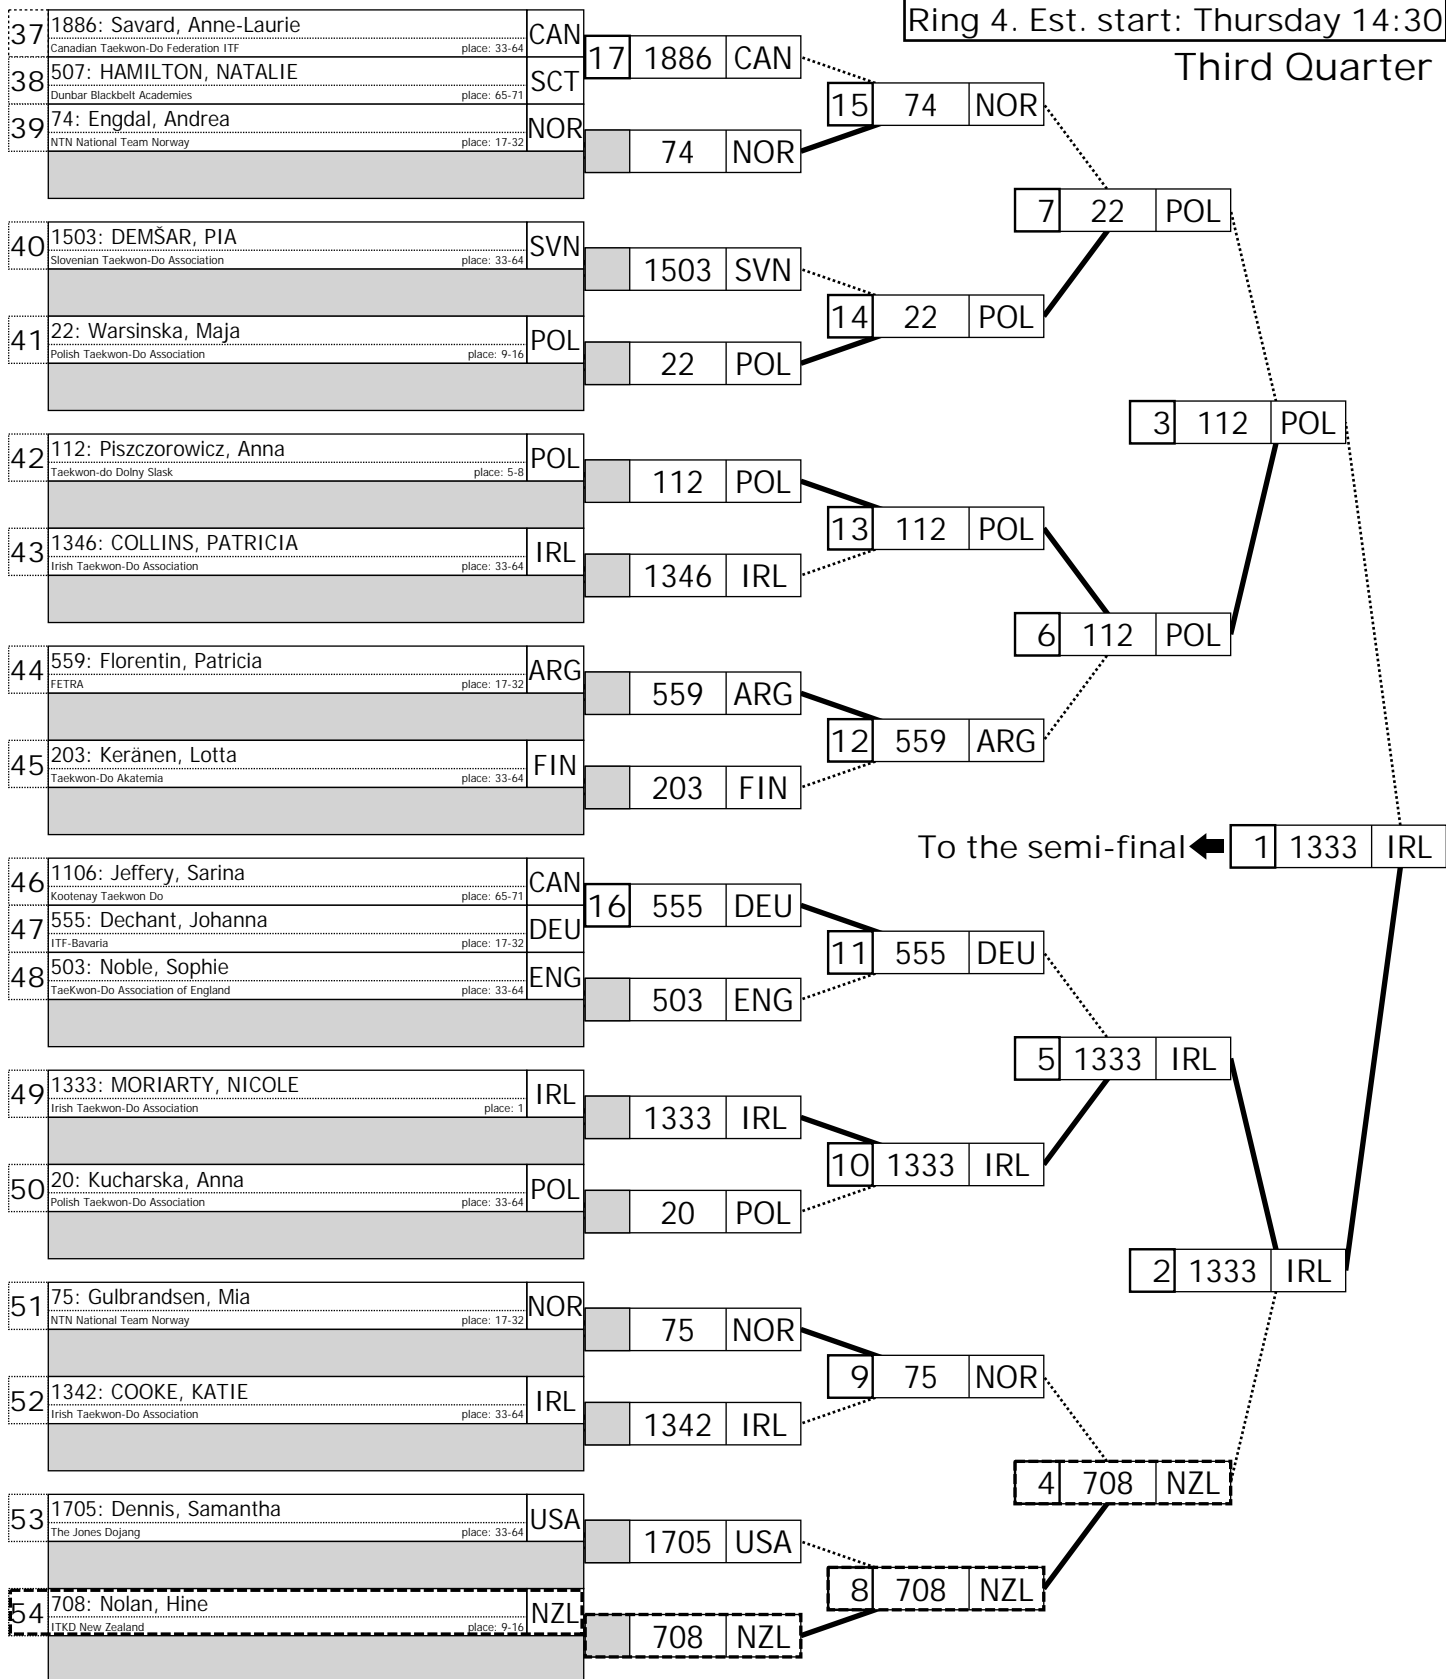 Ring 4. Est. start: Thursday 14:30
Third Quarter
37 1886: Savard, Anne-Laurie CAN
Canadian Taekwon-Do Federation ITF place: 33-64
38 507: HAMILTON, NATALIE SCT
Dunbar Blackbelt Academies place: 65-71
39 74: Engdal, Andrea NOR
NTN National Team Norway place: 17-32
40 1503: DEMŠAR, PIA SVN
Slovenian Taekwon-Do Association place: 33-64
41 22: Warsinska, Maja POL
Polish Taekwon-Do Association place: 9-16
42 112: Piszczorowicz, Anna POL
Taekwon-do Dolny Slask place: 5-8
43 1346: COLLINS, PATRICIA IRL
Irish Taekwon-Do Association place: 33-64
44 559: Florentin, Patricia ARG
FETRA place: 17-32
45 203: Keränen, Lotta FIN
Taekwon-Do Akatemia place: 33-64
46 1106: Jeffery, Sarina CAN
Kootenay Taekwon Do place: 65-71
47 555: Dechant, Johanna DEU
ITF-Bavaria place: 17-32
48 503: Noble, Sophie ENG
TaeKwon-Do Association of England place: 33-64
49 1333: MORIARTY, NICOLE IRL
Irish Taekwon-Do Association place: 1
50 20: Kucharska, Anna POL
Polish Taekwon-Do Association place: 33-64
51 75: Gulbrandsen, Mia NOR
NTN National Team Norway place: 17-32
52 1342: COOKE, KATIE IRL
Irish Taekwon-Do Association place: 33-64
53 1705: Dennis, Samantha USA
The Jones Dojang place: 33-64
54 708: Nolan, Hine NZL
ITKD New Zealand place: 9-16
17 1886 CAN
74 NOR
1503 SVN
22 POL
112 POL
1346 IRL
559 ARG
203 FIN
16 555 DEU
503 ENG
1333 IRL
20 POL
75 NOR
1342 IRL
1705 USA
708 NZL
15 74 NOR
14 22 POL
13 112 POL
12 559 ARG
11 555 DEU
10 1333 IRL
9 75 NOR
8 708 NZL
7 22 POL
6 112 POL
5 1333 IRL
4 708 NZL
3 112 POL
2 1333 IRL
To the semi-final 1 1333 IRL